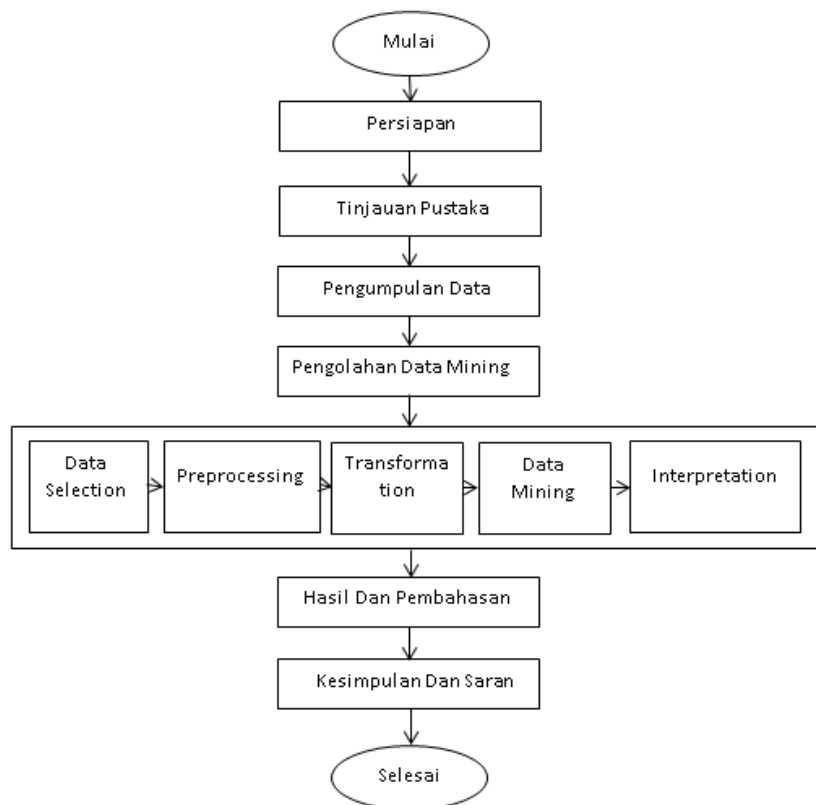 Mulai
Persiapan
Tinjauan Pustaka
Pengumpulan Data
Pengolahan Data Mining
Data
Selection
Preprocessing
Transforma
tion
Data
Mining
Interpretation
Hasil Dan Pembahasan
Kesimpulan Dan Saran
Selesai